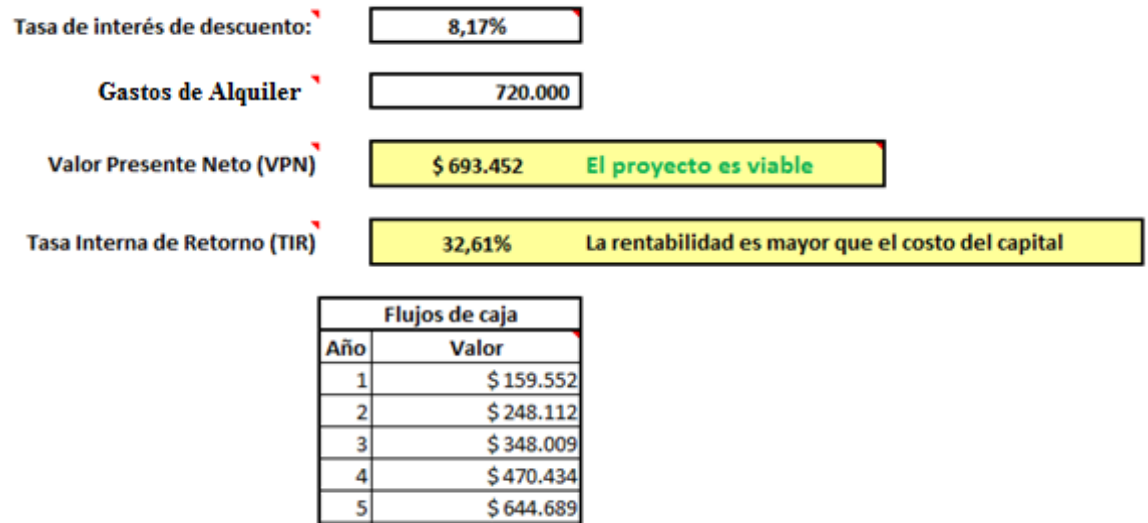 Tasa de interés de descuento: 8,17%
Gastos de Alquiler 720.000
Valor Presente Neto (VPN) $ 693.452 El proyecto es viable
Tasa Interna de Retorno (TIR) 32,61% La rentabilidad es mayor que el costo del capital
Flujos de caja
Año Valor
1 $ 159.552
2 $ 248.112
3 $ 348.009
4 $ 470.434
5 $ 644.689